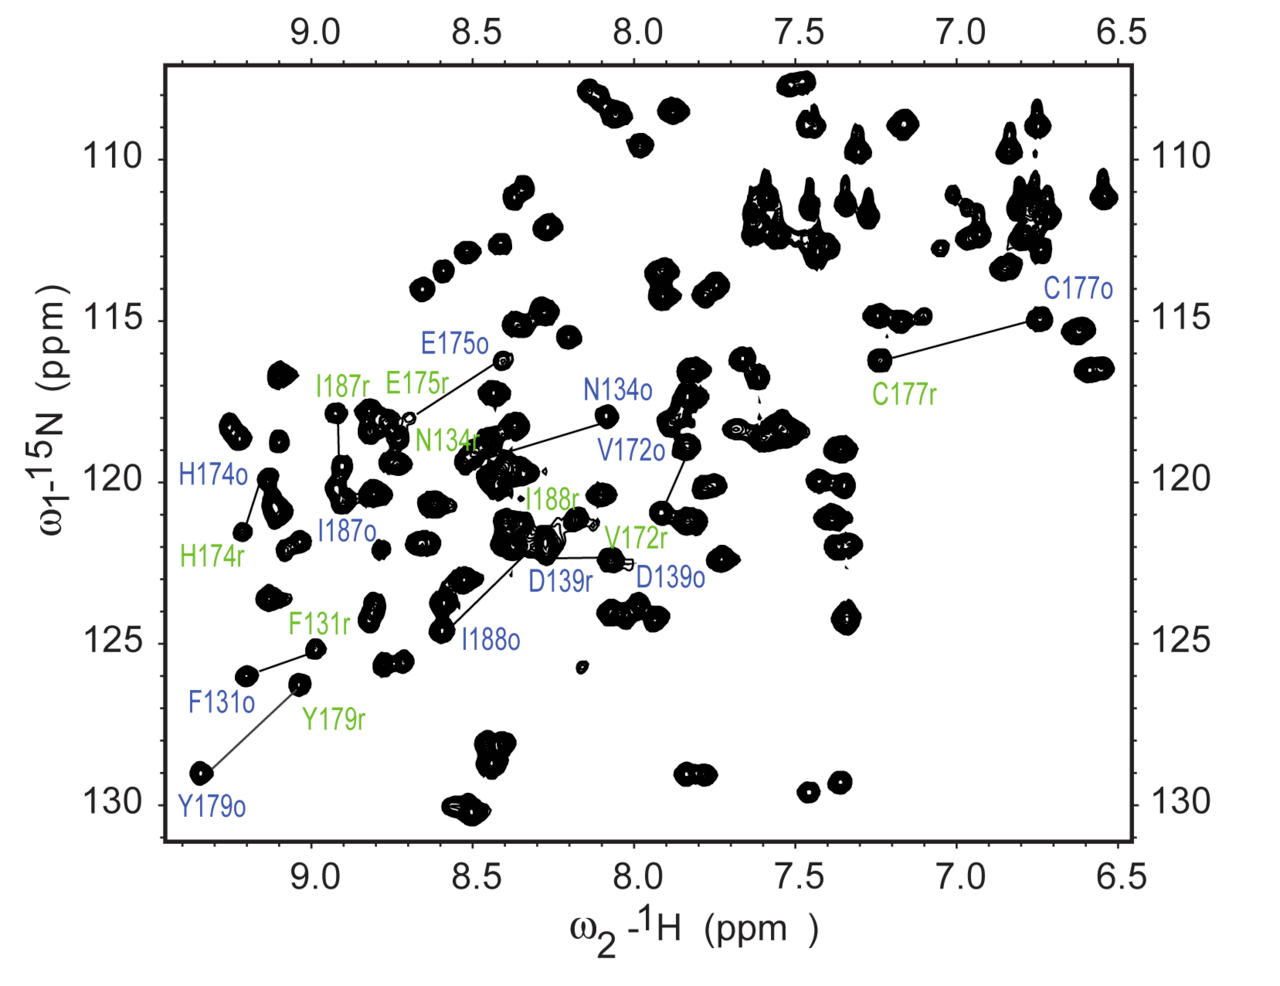 9.0 8.5 8.0 7.5 7.0 6.5
110 110
115 115
120 120
125 125
130 130
C177o
E175o
I187r E175r
N134o
C177r
N134r
V172o
H174o
I188r
I187o
V172r
H174r
D139r D139o
F131r
I188o
F131o
Y179r
Y179o
9.0 8.5 8.0 7.5 7.0 6.5
ω1-15N (ppm)
ω2 -1H (ppm )